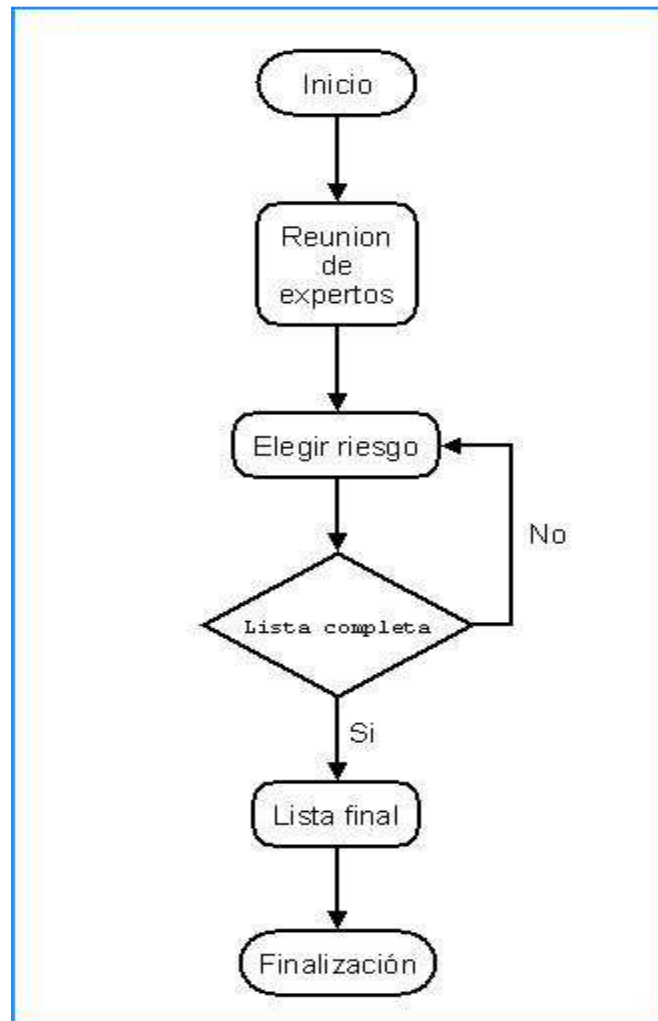 Inicio
Reunion
de
expertos
Elegir riesgo
No
Lista completa
Si
Lista final
Finalización